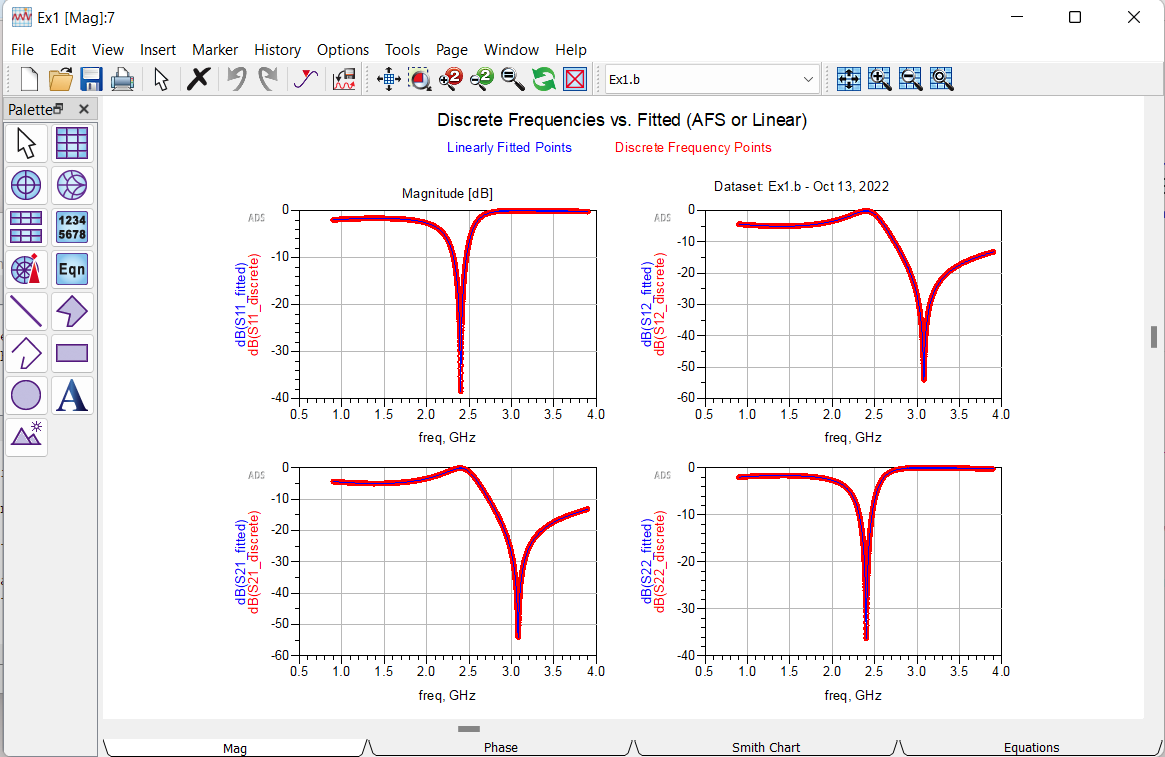 Ex1 [Mag]:7
File Edit View Insert Marker History Options Tools Page Window Help
Ex1.b
Palette
1234
5678
Eqn
A
Discrete Frequencies vs. Fitted (AFS or Linear)
Linearly Fitted Points Discrete Frequency Points
Magnitude [dB]
ADS
dB(S11_fitted)
dB(S11_discrete)
0
-10
-20
-30
-40
0.5 1.0 1.5 2.0 2.5 3.0 3.5 4.0
freq, GHz
Dataset: Ex1.b - Oct 13, 2022
ADS
dB(S12_fitted)
dB(S12_discrete)
0
-10
-20
-30
-40
-50
-60
0.5 1.0 1.5 2.0 2.5 3.0 3.5 4.0
freq, GHz
ADS
dB(S21_fitted)
dB(S21_discrete)
0
-10
-20
-30
-40
-50
-60
0.5 1.0 1.5 2.0 2.5 3.0 3.5 4.0
freq, GHz
ADS
dB(S22_fitted)
dB(S22_discrete)
0
-10
-20
-30
-40
0.5 1.0 1.5 2.0 2.5 3.0 3.5 4.0
freq, GHz
Mag Phase Smith Chart Equations